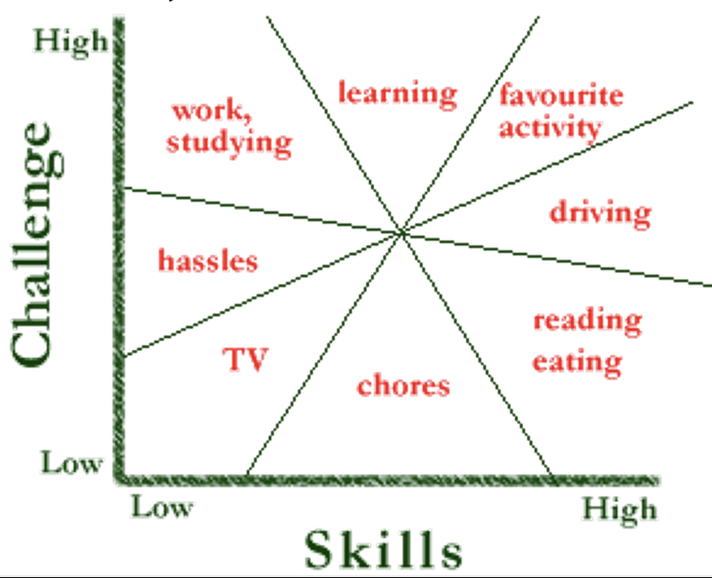 High
learning
favourite
activity
work,
studying
driving
hassles
reading
eating
TV
chores
Challenge
Low
Low
High
Skills